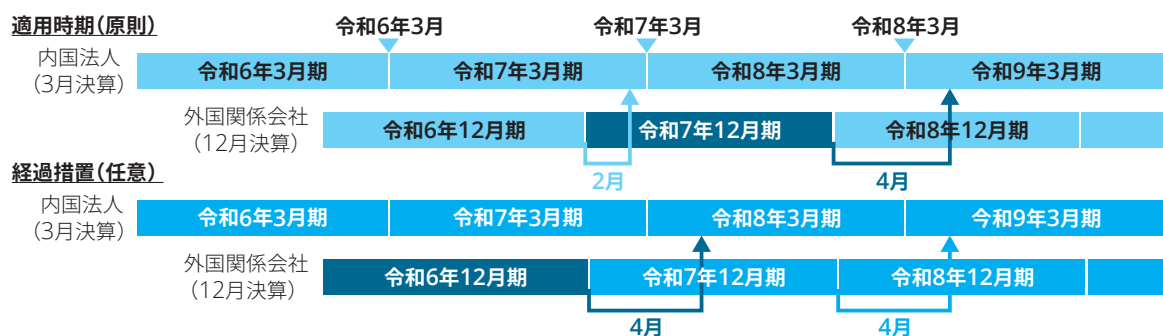 適用時期(原則)
令和6年3月 令和7年3月 令和8年3月
内国法人
(3月決算)
令和6年3月期 令和7年3月期 令和8年3月期 令和9年3月期
外国関係会社
(12月決算)
令和6年12月期 令和7年12月期 令和8年12月期
2月 4月
経過措置(任意)
内国法人
(3月決算)
令和6年3月期 令和7年3月期 令和8年3月期 令和9年3月期
外国関係会社
(12月決算)
令和6年12月期 令和7年12月期 令和8年12月期
4月 4月